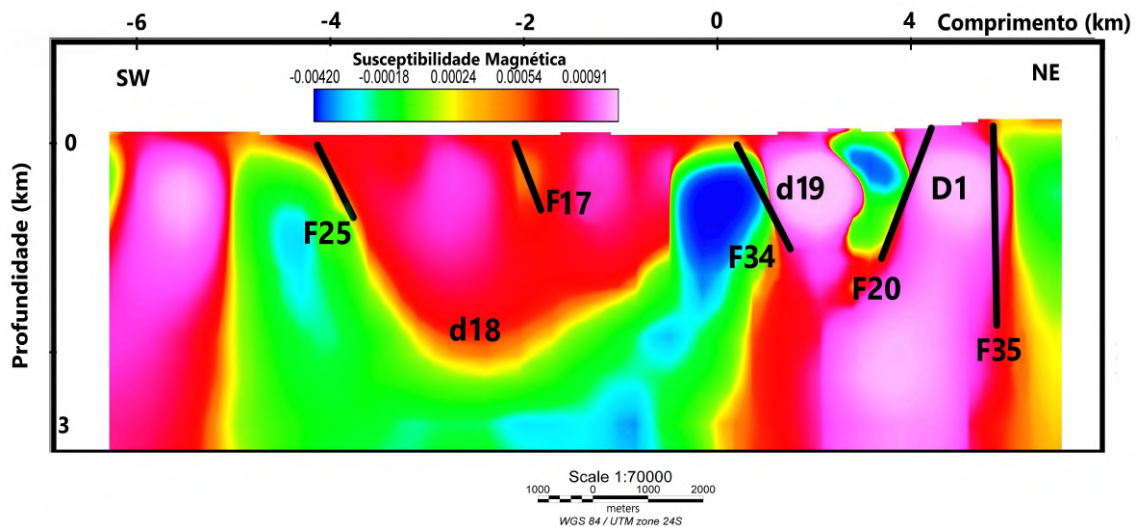 -6 -4 -2 0 4 Comprimento (km)
Susceptibilidade Magnética
-0.00420 -0.00018 0.00024 0.00054 0.00091
SW
NE
Profundidade (km)
0
3
F25
F17
d18
d19
F34
F20
D1
F35
Scale 1:70000
1000 0 1000 2000
meters
WGS 84 / UTM zone 24S